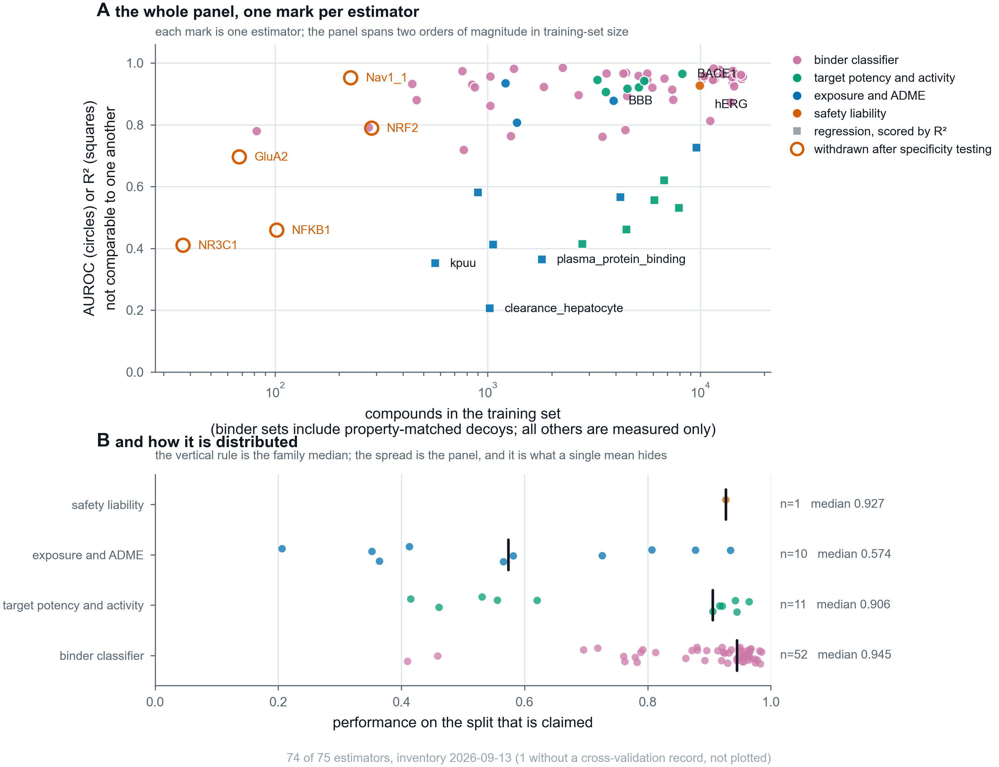 A the whole panel, one mark per estimator
each mark is one estimator; the panel spans two orders of magnitude in training-set size
AUROC (circles) or R² (squares)
not comparable to one another
1.0
0.8
0.6
0.4
0.2
0.0
Nav1_1
NRF2
GluA2
NFKB1
NR3C1
BACE1
BBB
hERG
kpuu
plasma_protein_binding
clearance_hepatocyte
10²
10³
10⁴
compounds in the training set
(binder sets include property-matched decoys; all others are measured only)
binder classifier
target potency and activity
exposure and ADME
safety liability
regression, scored by R²
withdrawn after specificity testing
B and how it is distributed
the vertical rule is the family median; the spread is the panel, and it is what a single mean hides
safety liability
n=1 median 0.927
exposure and ADME
n=10 median 0.574
target potency and activity
n=11 median 0.906
binder classifier
n=52 median 0.945
0.0 0.2 0.4 0.6 0.8 1.0
performance on the split that is claimed
74 of 75 estimators, inventory 2026-09-13 (1 without a cross-validation record, not plotted)